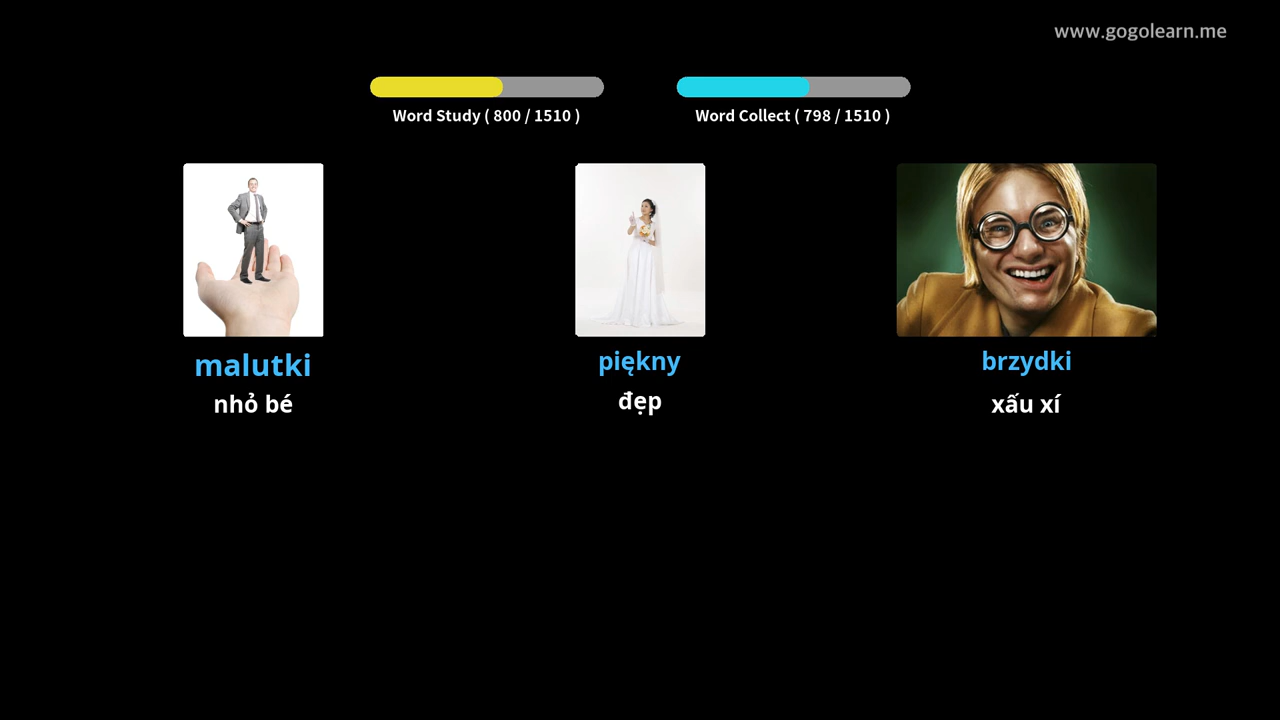 www.gogolearn.me
Word Study ( 800 / 1510 )
Word Collect ( 798 / 1510 )
malutki
piękny
brzydki
nhỏ bé
đẹp
xấu xí